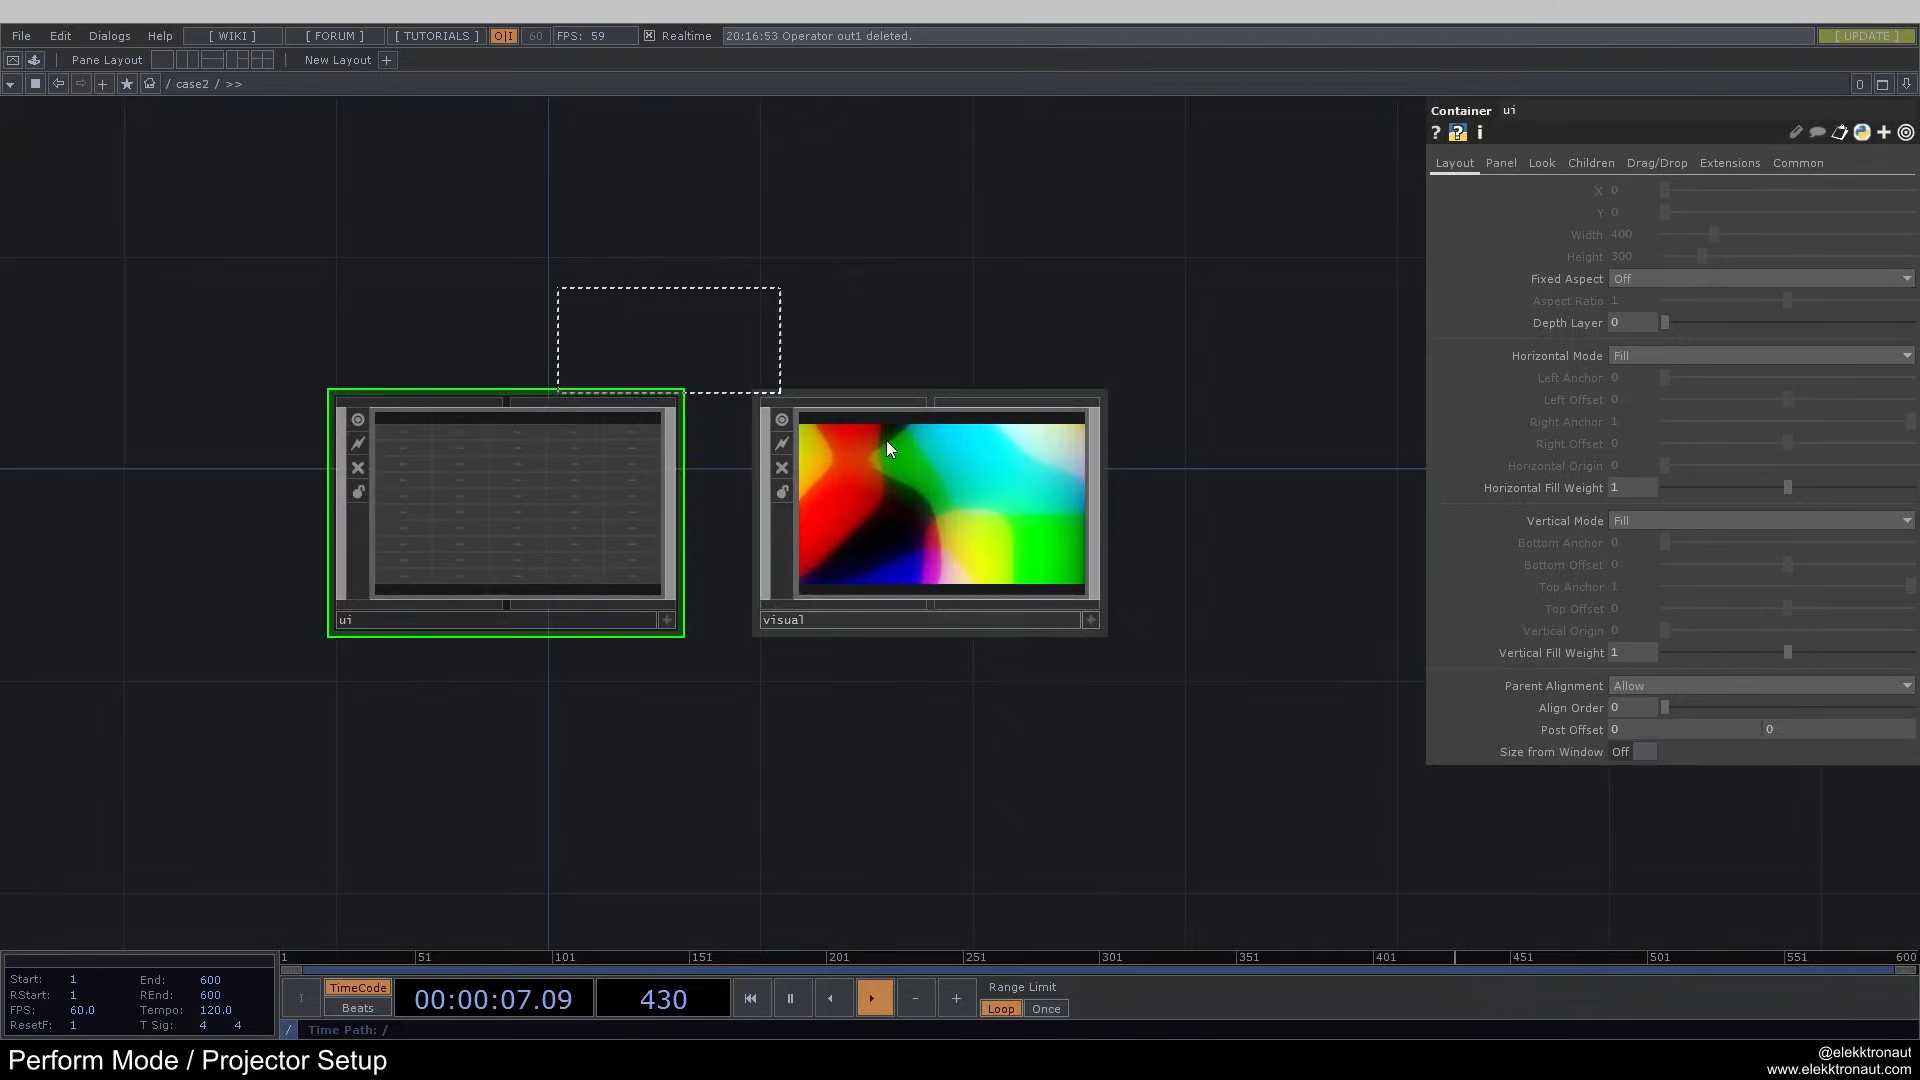 File Edit Dialogs Help [ WIKI ] [ FORUM ] [ TUTORIALS ] O|I 60 FPS: 59 Realtime 20:16:53 Operator out1 deleted. [ UPDATE ]
Pane Layout New Layout +
/ case2 / >> 0
Container ui
? ? i
Layout Panel Look Children Drag/Drop Extensions Common
X 0
Y 0
Width 400
Height 300
Fixed Aspect Off
Aspect Ratio 1
Depth Layer 0
Horizontal Mode Fill
Left Anchor 0
Left Offset 0
Right Anchor 1
Right Offset 0
Horizontal Origin 0
Horizontal Fill Weight 1
Vertical Mode Fill
Bottom Anchor 0
Bottom Offset 0
Top Anchor 1
Top Offset 0
Vertical Origin 0
Vertical Fill Weight 1
Parent Alignment Allow
Align Order 0
Post Offset 0 0
Size from Window Off
ui
visual
1 51 101 151 201 251 301 351 401 451 501 551 600
Start: 1 End: 600
RStart: 1 REnd: 600
FPS: 60.0 Tempo: 120.0
ResetF: 1 T Sig: 4 4
TimeCode
Beats
00:00:07.09
430
- +
Range Limit
Loop Once
/ Time Path: /
Perform Mode / Projector Setup
@elekktronaut
www.elekktronaut.com